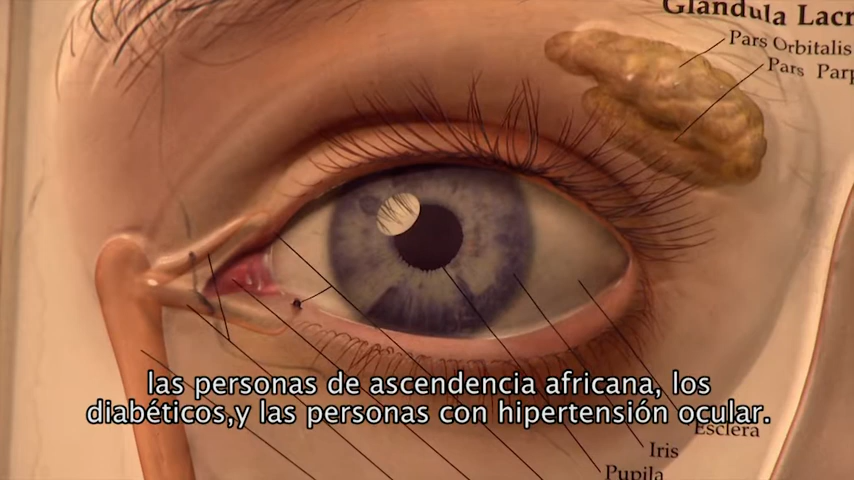 Glandula Lacr
Pars Orbitalis
Pars Parp
las personas de ascendencia africana, los
diabéticos,y las personas con hipertensión ocular.
Esclera
Iris
Pupila